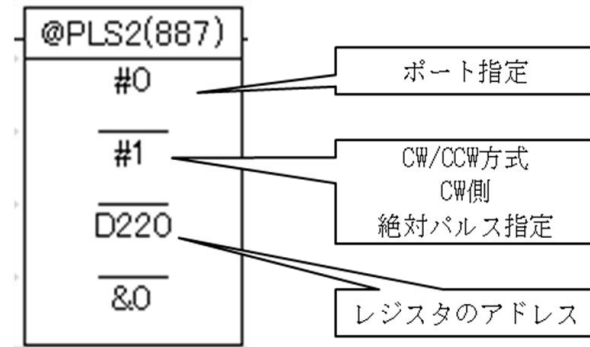 @PLS2(887)
#0
#1
D220
&0
ポート指定
CW/CCW方式
CW側
絶対パルス指定
レジスタのアドレス